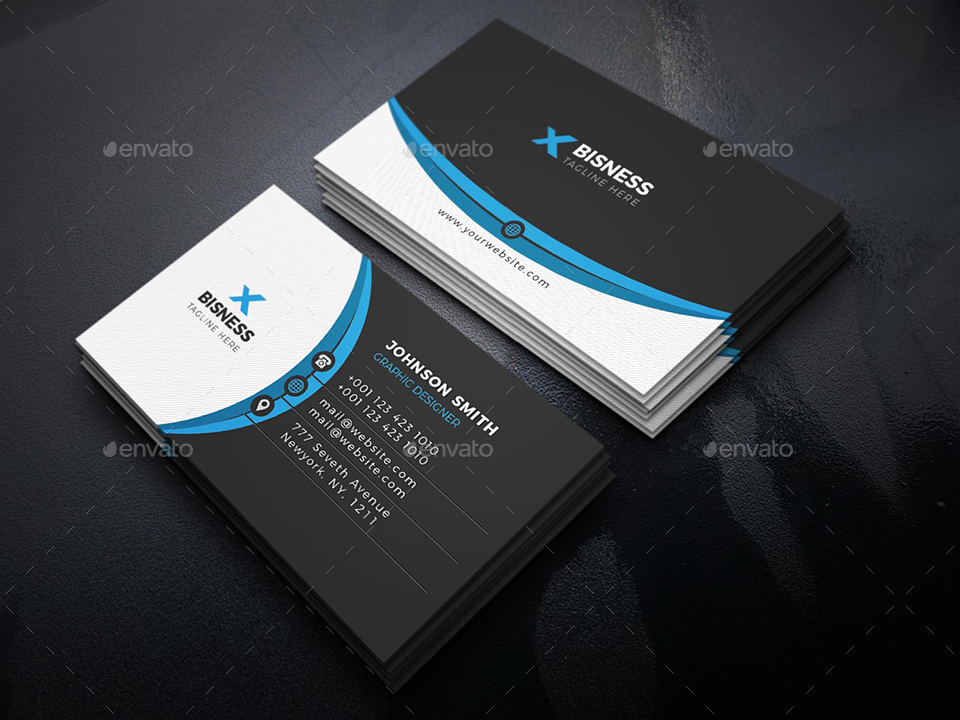 X
BISNESS
TAGLINE HERE
www.yourwebsite.com
X
BISNESS
TAGLINE HERE
JOHNSON SMITH
GRAPHIC DESIGNER
+001 123 423 1010
+001 123 423 1010
mail@website.com
mail@website.com
777 Seveth Avenue
Newyork. NY. 1211
envato
envato
envato
envato
envato
envato